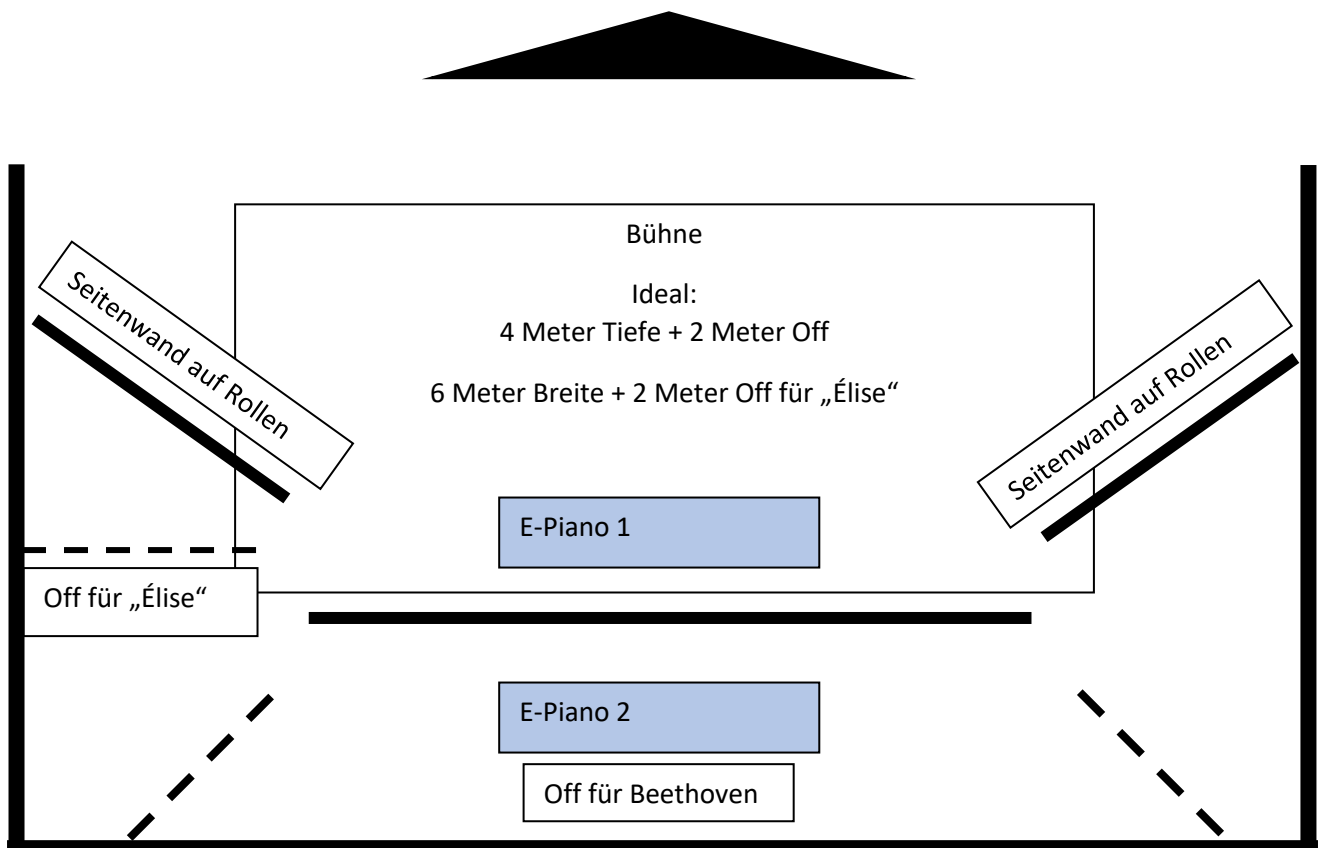 Bühne
Ideal:
4 Meter Tiefe + 2 Meter Off
6 Meter Breite + 2 Meter Off für „Élise“
Seitenwand auf Rollen
Seitenwand auf Rollen
E-Piano 1
Off für „Élise“
E-Piano 2
Off für Beethoven